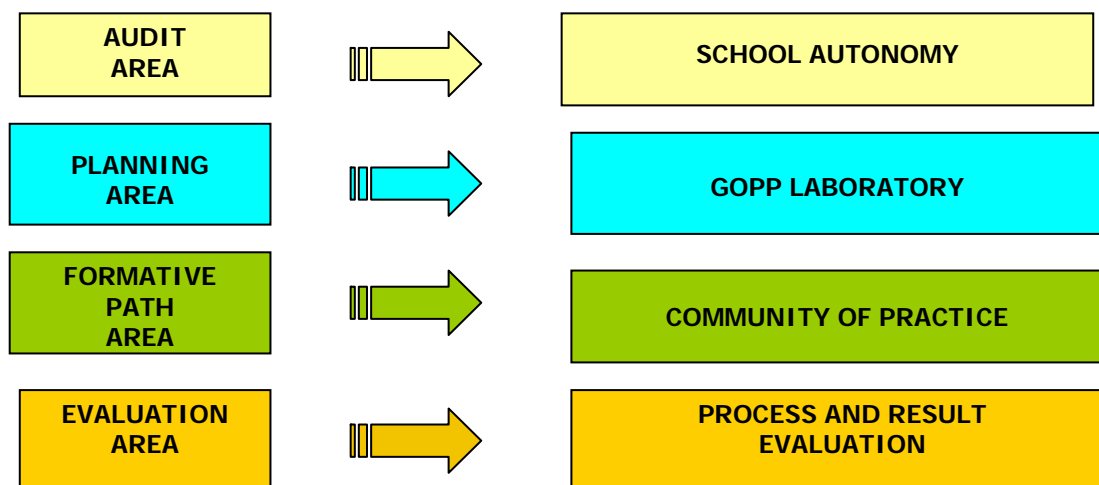 AUDIT
AREA
SCHOOL AUTONOMY
PLANNING
AREA
GOPP LABORATORY
FORMATIVE
PATH
AREA
COMMUNITY OF PRACTICE
EVALUATION
AREA
PROCESS AND RESULT
EVALUATION